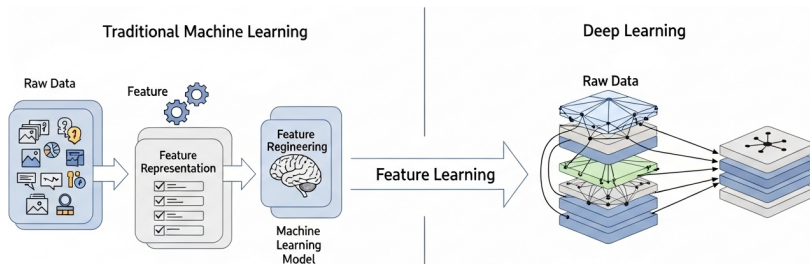 Traditional Machine Learning
Raw Data
Feature
Feature
Representation
Feature
Regineering
Machine
Learning
Model
Feature Learning
Deep Learning
Raw Data